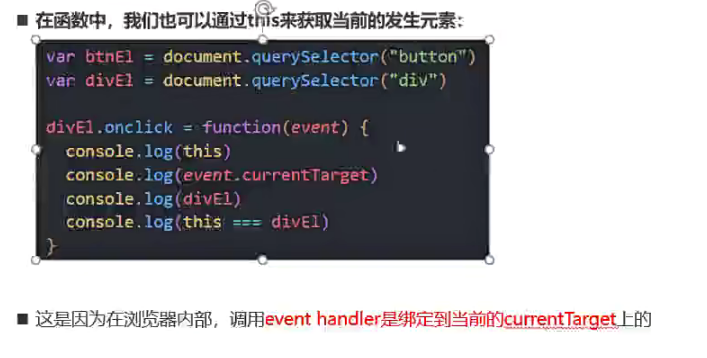 ■ 在函数中，我们也可以通过this来获取当前的发生元素：
var btnEl = document.querySelector("button")
var divEl = document.querySelector("div")
divEl.onclick = function(event) {
console.log(this)
console.log(event.currentTarget)
console.log(divEl)
console.log(this === divEl)
}
■ 这是因为在浏览器内部，调用event handler是绑定到当前的currentTarget上的